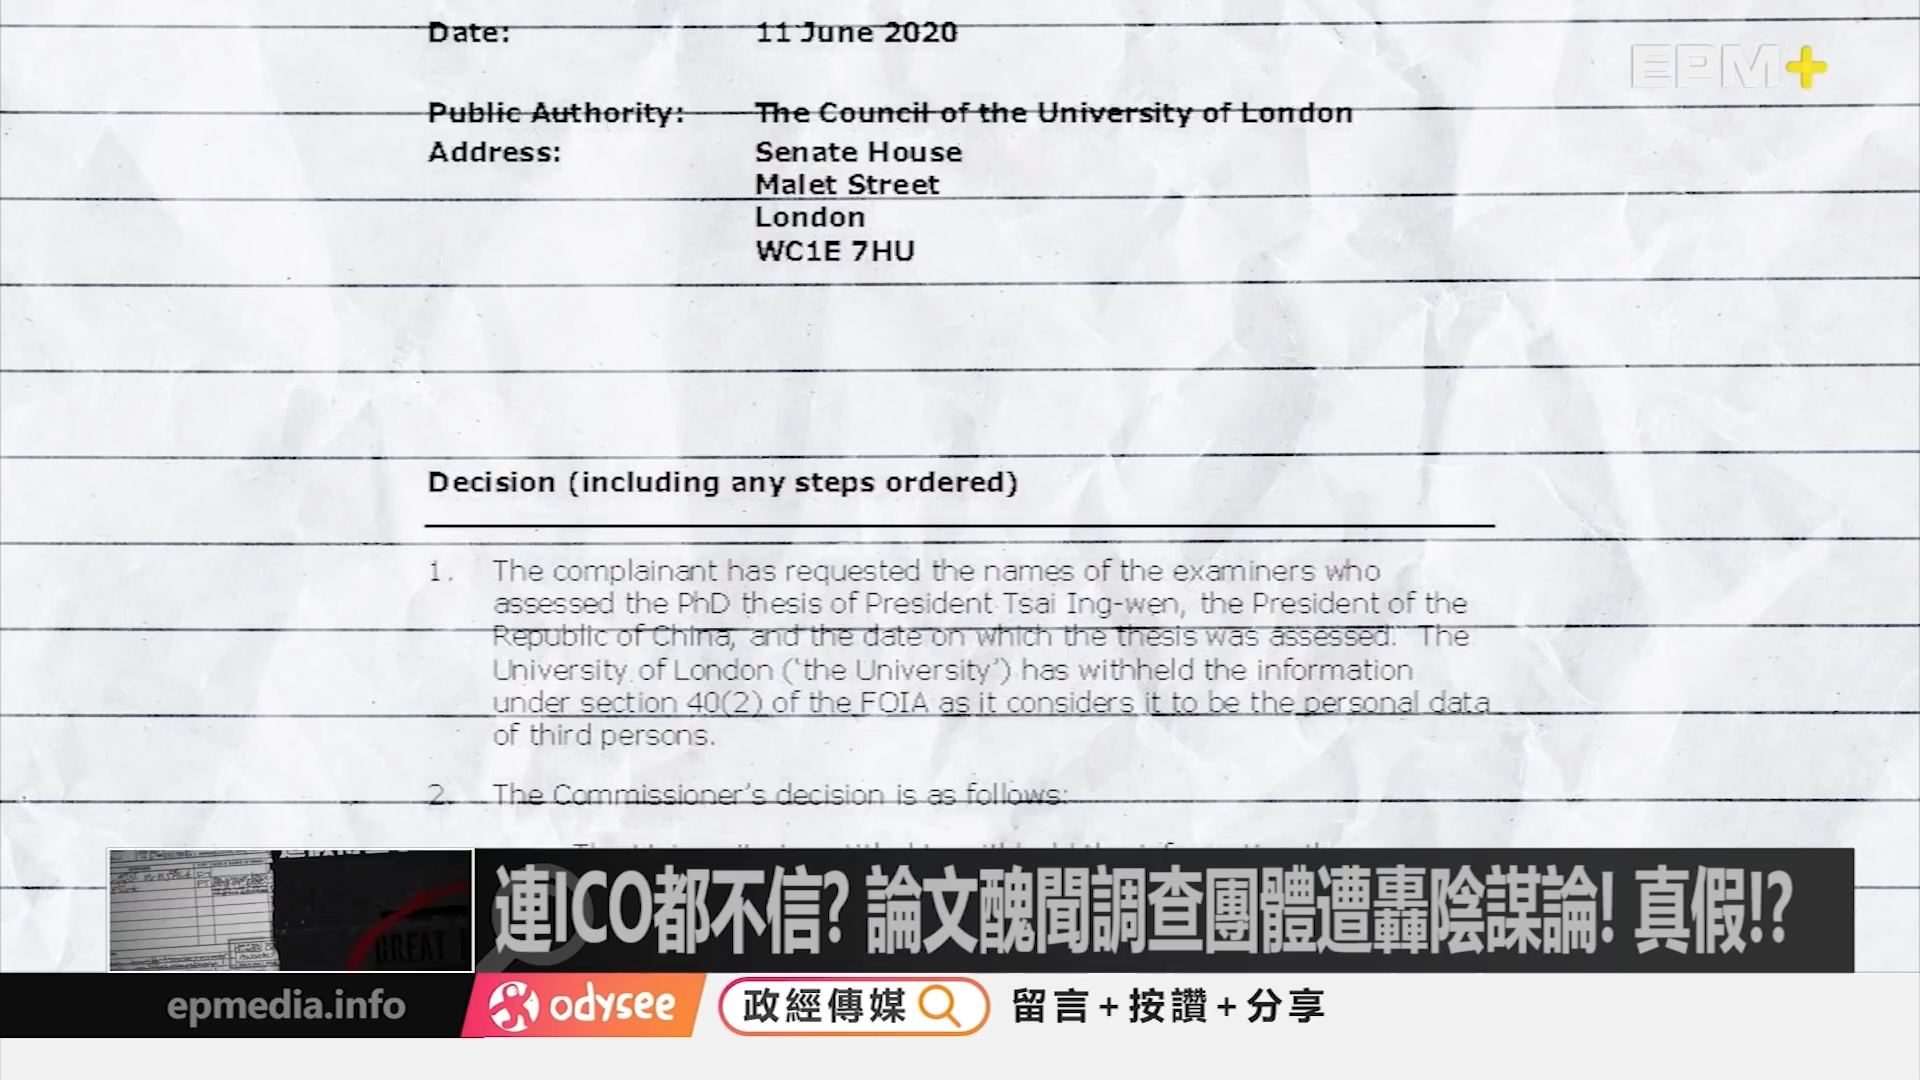 Date: 11 June 2020
EPM+
Public Authority: The Council of the University of London
Address: Senate House
Malet Street
London
WC1E 7HU
Decision (including any steps ordered)
1. The complainant has requested the names of the examiners who
assessed the PhD thesis of President Tsai Ing-wen, the President of the
Republic of China, and the date on which the thesis was assessed. The
University of London (‘the University’) has withheld the information
under section 40(2) of the FOIA as it considers it to be the personal data
of third persons.
2. The Commissioner’s decision is as follows:
GREAT
連ICO都不信? 論文醜聞調查團體遭轟陰謀論! 真假!?
epmedia.info odysee 政經傳媒 留言+按讚+分享